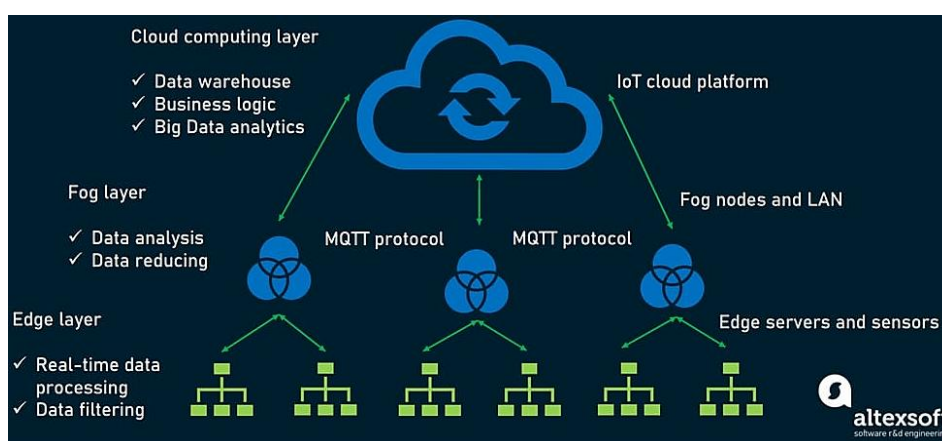 Cloud computing layer
✓ Data warehouse
✓ Business logic
✓ Big Data analytics
IoT cloud platform
Fog layer
✓ Data analysis
✓ Data reducing
MQTT protocol
MQTT protocol
Fog nodes and LAN
Edge layer
✓ Real-time data
processing
✓ Data filtering
Edge servers and sensors
altexsoft
software r&d engineering